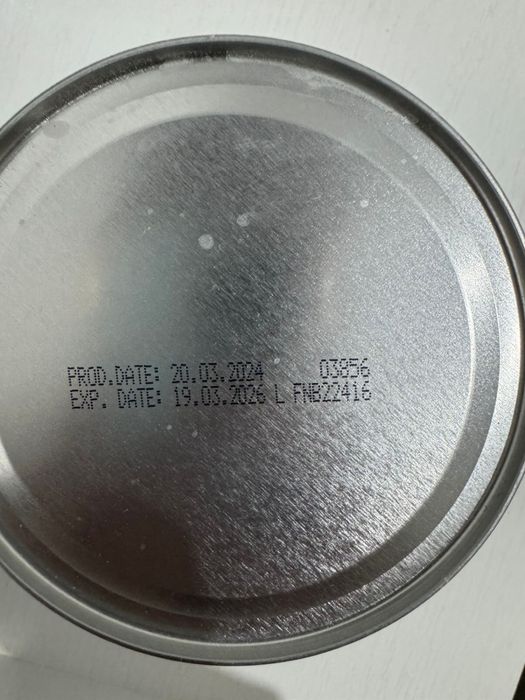 PROD.DATE: 20.03.2024 03856
EXP. DATE: 19.03.2026 L FNB22416